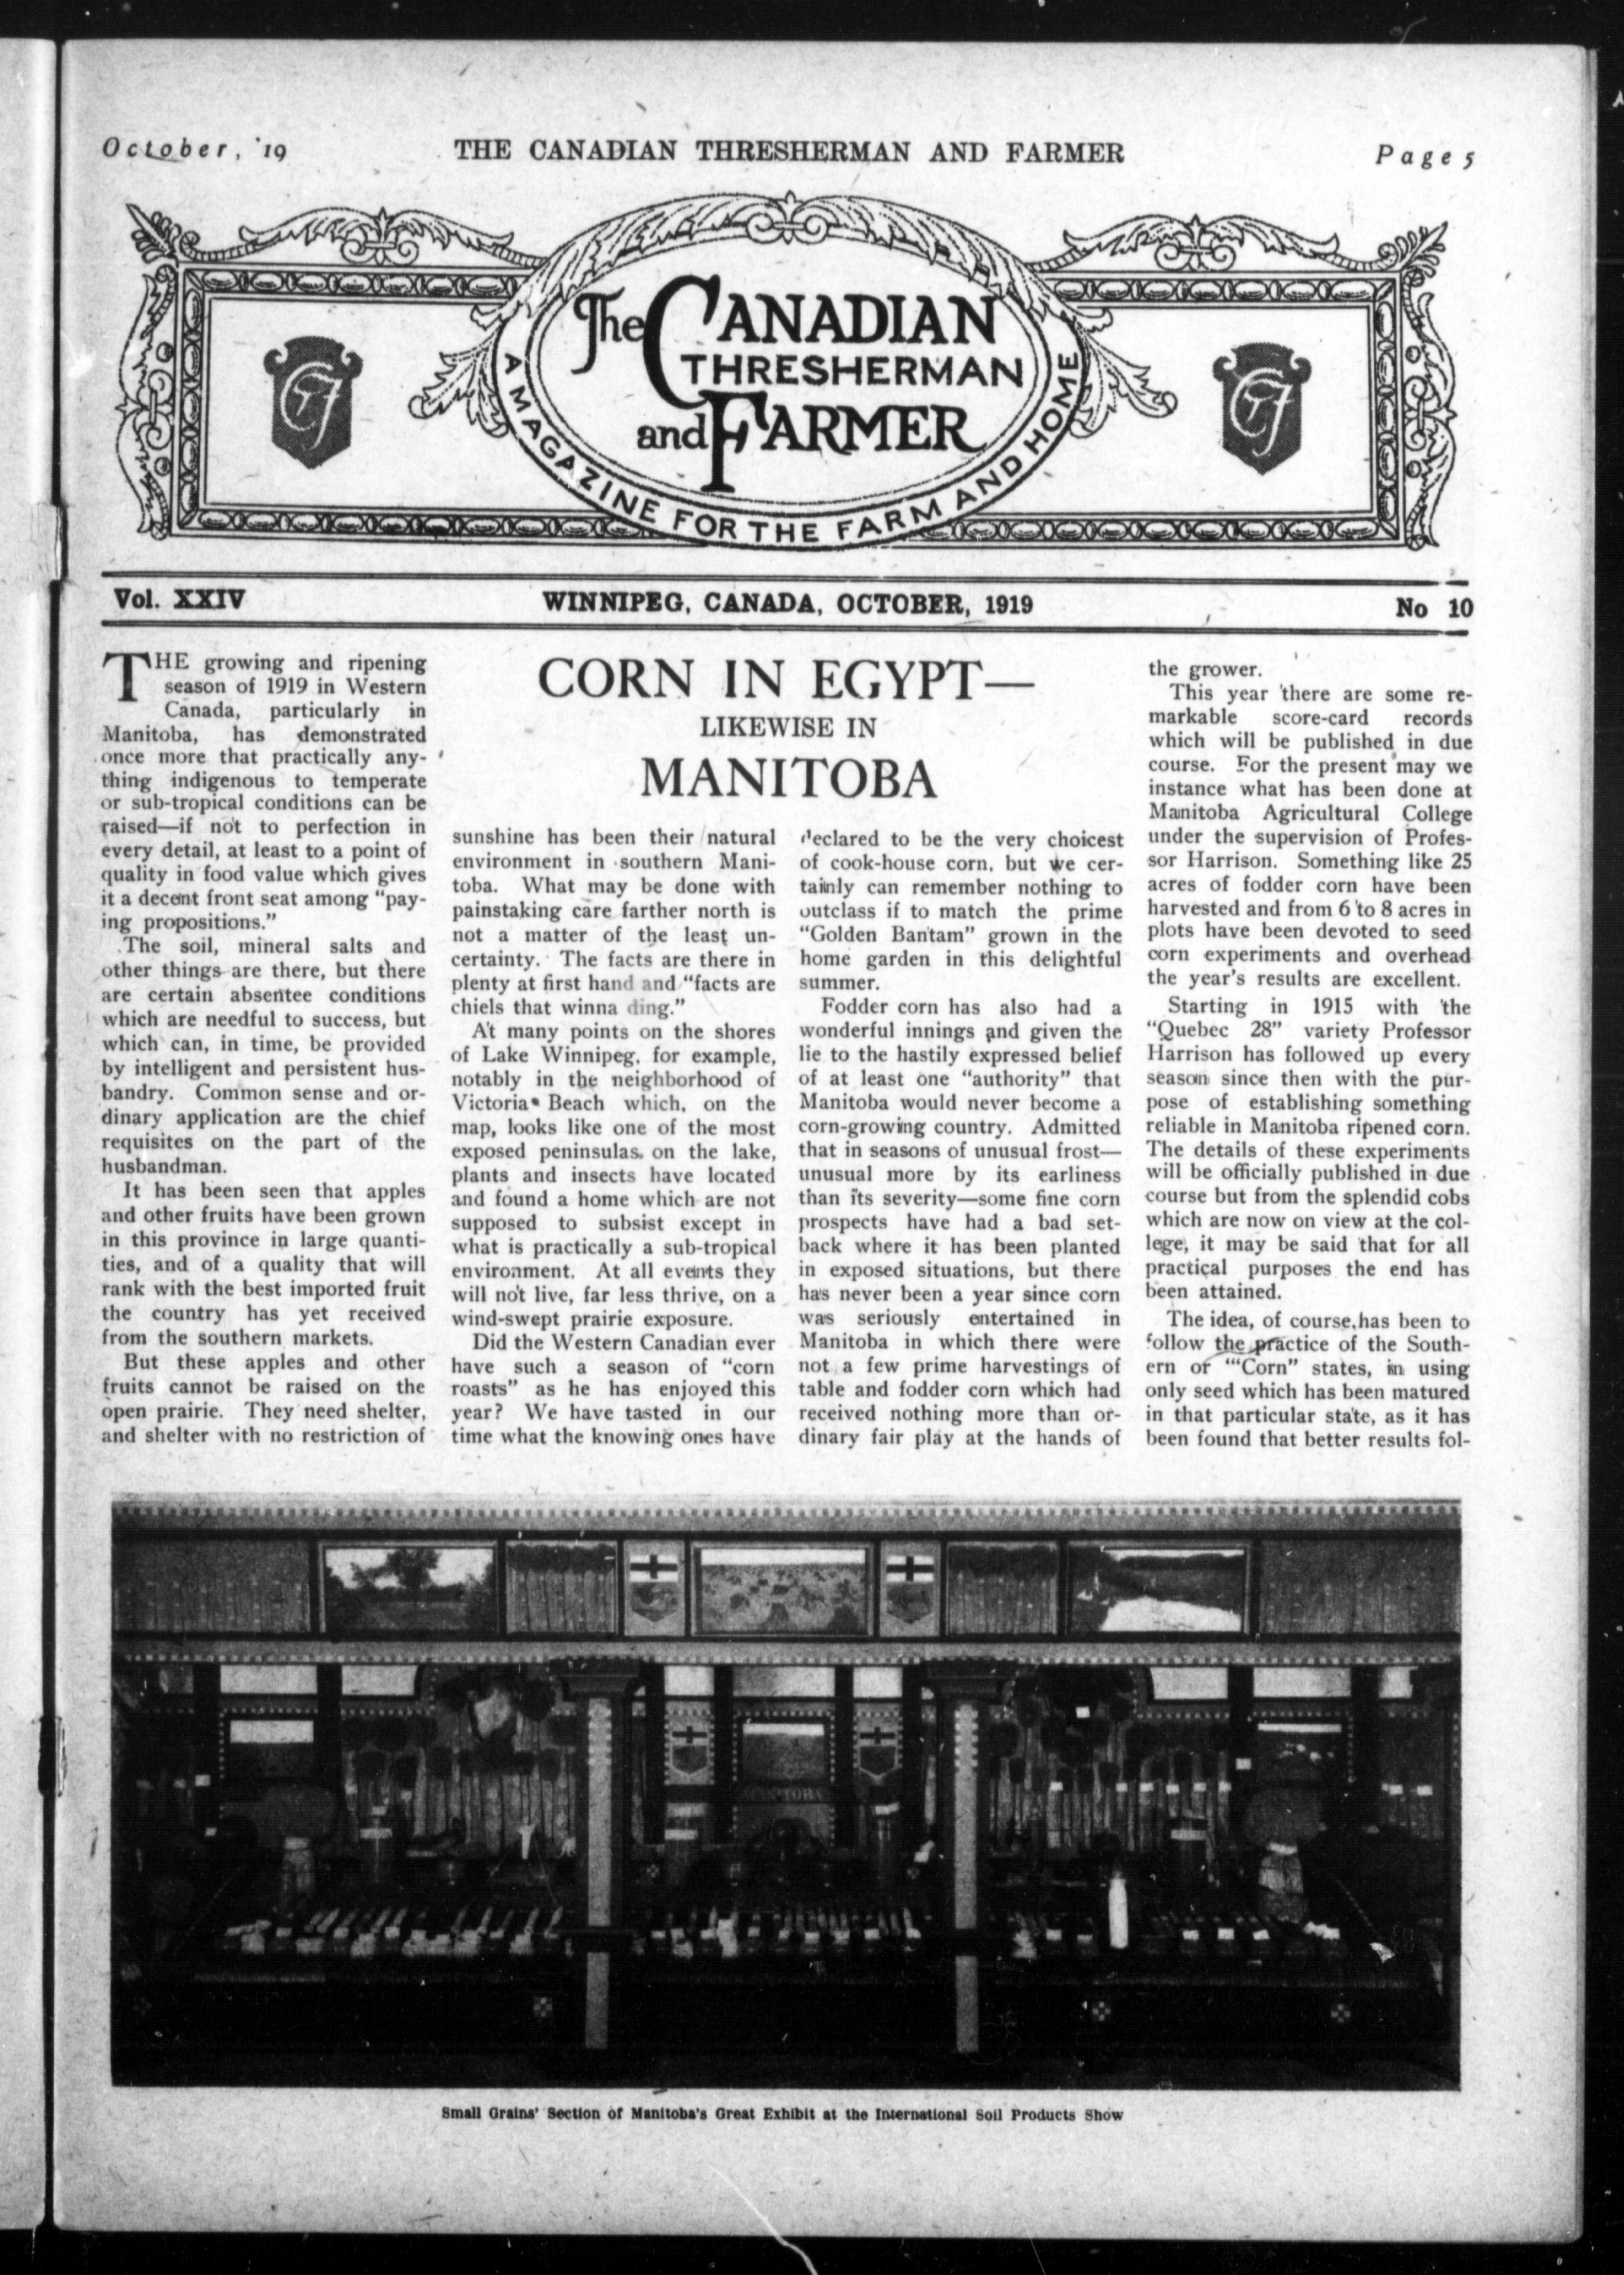 October, '19
THE CANADIAN THRESHERMAN AND FARMER
Page 5
The CANADIAN
THRESHERMAN
and FARMER
A MAGAZINE FOR THE FARM AND HOME
Vol. XXIV
WINNIPEG, CANADA, OCTOBER, 1919
No 10
CORN IN EGYPT—
LIKEWISE IN
MANITOBA
THE growing and ripening
season of 1919 in Western
Canada, particularly in
Manitoba, has demonstrated
once more that practically any-
thing indigenous to temperate
or sub-tropical conditions can be
raised—if not to perfection in
every detail, at least to a point of
quality in food value which gives
it a decent front seat among "pay-
ing propositions."
The soil, mineral salts and
other things are there, but there
are certain absentee conditions
which are needful to success, but
which can, in time, be provided
by intelligent and persistent hus-
bandry. Common sense and or-
dinary application are the chief
requisites on the part of the
husbandman.
It has been seen that apples
and other fruits have been grown
in this province in large quanti-
ties, and of a quality that will
rank with the best imported fruit
the country has yet received
from the southern markets.
But these apples and other
fruits cannot be raised on the
open prairie. They need shelter,
and shelter with no restriction of
sunshine has been their natural
environment in southern Mani-
toba. What may be done with
painstaking care farther north is
not a matter of the least un-
certainty. The facts are there in
plenty at first hand and "facts are
chiels that winna ding."
At many points on the shores
of Lake Winnipeg, for example,
notably in the neighborhood of
Victoria Beach which, on the
map, looks like one of the most
exposed peninsulas on the lake,
plants and insects have located
and found a home which are not
supposed to subsist except in
what is practically a sub-tropical
environment. At all events they
will not live, far less thrive, on a
wind-swept prairie exposure.
Did the Western Canadian ever
have such a season of "corn
roasts" as he has enjoyed this
year? We have tasted in our
time what the knowing ones have
declared to be the very choicest
of cook-house corn, but we cer-
tainly can remember nothing to
outclass if to match the prime
"Golden Bantam" grown in the
home garden in this delightful
summer.
Fodder corn has also had a
wonderful innings and given the
lie to the hastily expressed belief
of at least one "authority" that
Manitoba would never become a
corn-growing country. Admitted
that in seasons of unusual frost—
unusual more by its earliness
than its severity—some fine corn
prospects have had a bad set-
back where it has been planted
in exposed situations, but there
has never been a year since corn
was seriously entertained in
Manitoba in which there were
not a few prime harvestings of
table and fodder corn which had
received nothing more than or-
dinary fair play at the hands of
the grower.
This year there are some re-
markable score-card records
which will be published in due
course. For the present may we
instance what has been done at
Manitoba Agricultural College
under the supervision of Profes-
sor Harrison. Something like 25
acres of fodder corn have been
harvested and from 6 to 8 acres in
plots have been devoted to seed
corn experiments and overhead
the year's results are excellent.
Starting in 1915 with the
"Quebec 28" variety Professor
Harrison has followed up every
season since then with the pur-
pose of establishing something
reliable in Manitoba ripened corn.
The details of these experiments
will be officially published in due
course but from the splendid cobs
which are now on view at the col-
lege, it may be said that for all
practical purposes the end has
been attained.
The idea, of course, has been to
follow the practice of the South-
ern or "'Corn" states, in using
only seed which has been matured
in that particular state, as it has
been found that better results fol-
MANITOBA
Small Grains' Section of Manitoba's Great Exhibit at the International Soil Products Show